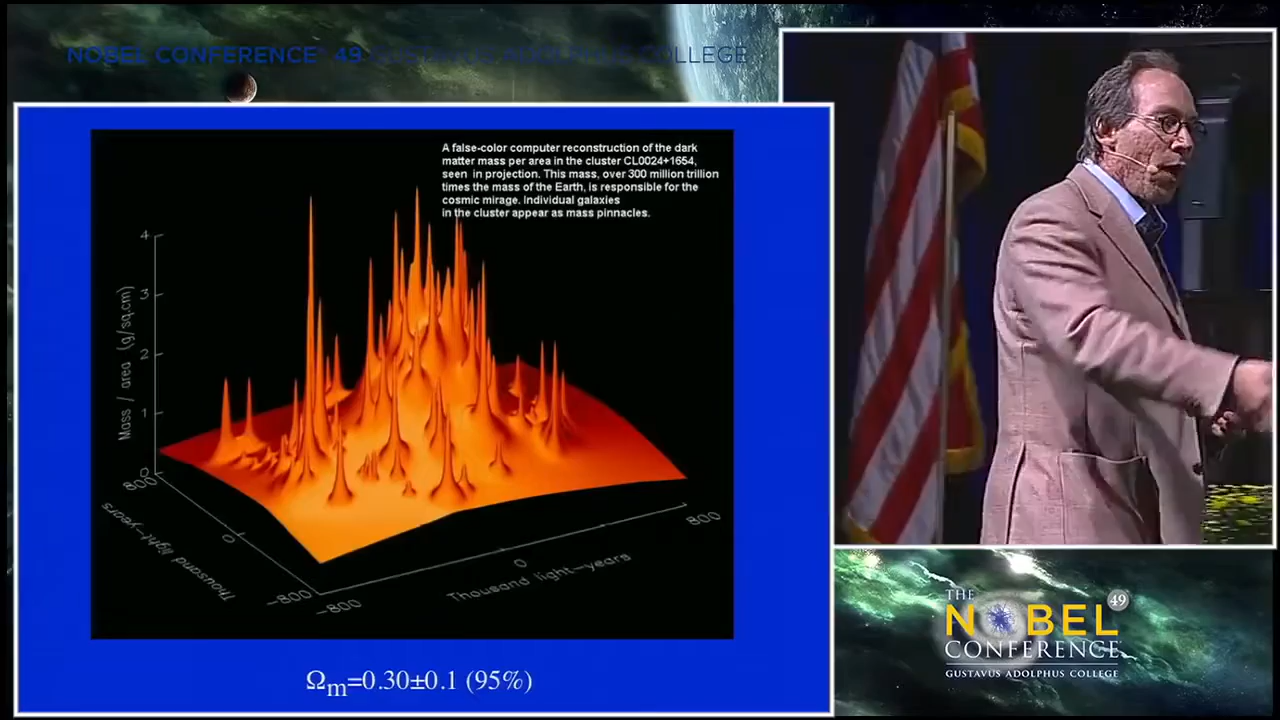 NOBEL CONFERENCE® 49 GUSTAVUS ADOLPHUS COLLEGE
A false-color computer reconstruction of the dark
matter mass per area in the cluster CL0024+1654,
seen in projection. This mass, over 300 million trillion
times the mass of the Earth, is responsible for the
cosmic mirage. Individual galaxies
in the cluster appear as mass pinnacles.
4
3
2
1
0
Mass / area (g/sq.cm)
800
0
-800
Thousand light-years
-800
0
800
Thousand light-years
Ωm=0.30±0.1 (95%)
THE
49
NOBEL
CONFERENCE
GUSTAVUS ADOLPHUS COLLEGE